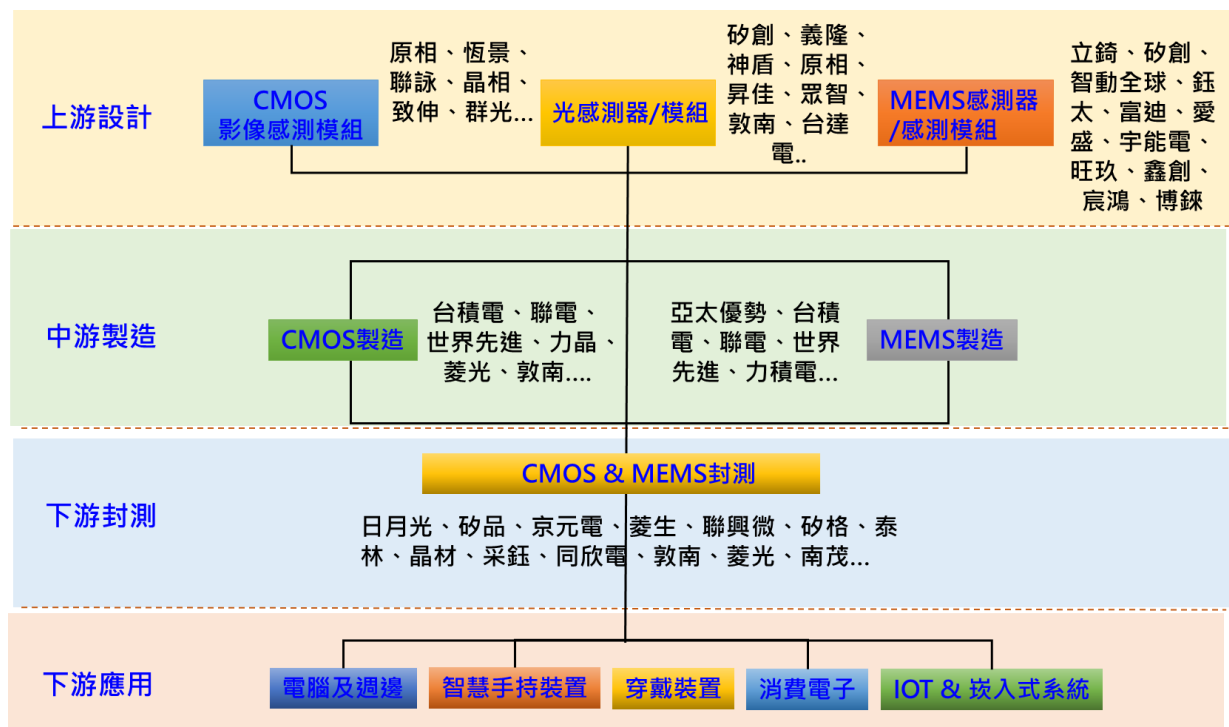 上游設計
CMOS
影像感測模組
原相、恆景、
聯詠、晶相、
致伸、群光...
光感測器/模組
矽創、義隆、
神盾、原相、
昇佳、眾智、
敦南、台達
電..
MEMS感測器
/感測模組
立錡、矽創、
智動全球、鈺
太、富迪、愛
盛、宇能電、
旺玖、鑫創、
宸鴻、博錸
中游製造
CMOS製造
台積電、聯電、
世界先進、力晶、
菱光、敦南....
亞太優勢、台積
電、聯電、世界
先進、力積電...
MEMS製造
下游封測
CMOS & MEMS封測
日月光、矽品、京元電、菱生、聯興微、矽格、泰
林、晶材、采鈺、同欣電、敦南、菱光、南茂...
下游應用
電腦及週邊
智慧手持裝置
穿戴裝置
消費電子
IOT & 崁入式系統